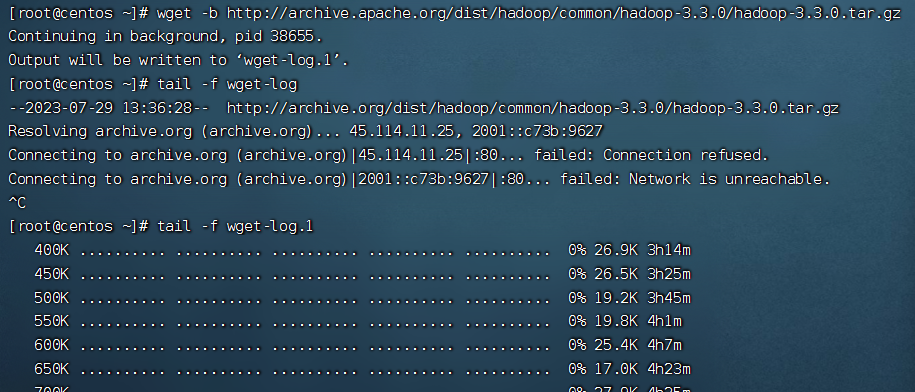 [root@centos ~]# wget -b http://archive.apache.org/dist/hadoop/common/hadoop-3.3.0/hadoop-3.3.0.tar.gz
Continuing in background, pid 38655.
Output will be written to ‘wget-log.1’.
[root@centos ~]# tail -f wget-log
--2023-07-29 13:36:28--  http://archive.org/dist/hadoop/common/hadoop-3.3.0/hadoop-3.3.0.tar.gz
Resolving archive.org (archive.org)... 45.114.11.25, 2001::c73b:9627
Connecting to archive.org (archive.org)|45.114.11.25|:80... failed: Connection refused.
Connecting to archive.org (archive.org)|2001::c73b:9627|:80... failed: Network is unreachable.
^C
[root@centos ~]# tail -f wget-log.1
   400K .......... .......... .......... .......... ..........  0% 26.9K 3h14m
   450K .......... .......... .......... .......... ..........  0% 26.5K 3h25m
   500K .......... .......... .......... .......... ..........  0% 19.2K 3h45m
   550K .......... .......... .......... .......... ..........  0% 19.8K 4h1m
   600K .......... .......... .......... .......... ..........  0% 25.4K 4h7m
   650K .......... .......... .......... .......... ..........  0% 17.0K 4h23m